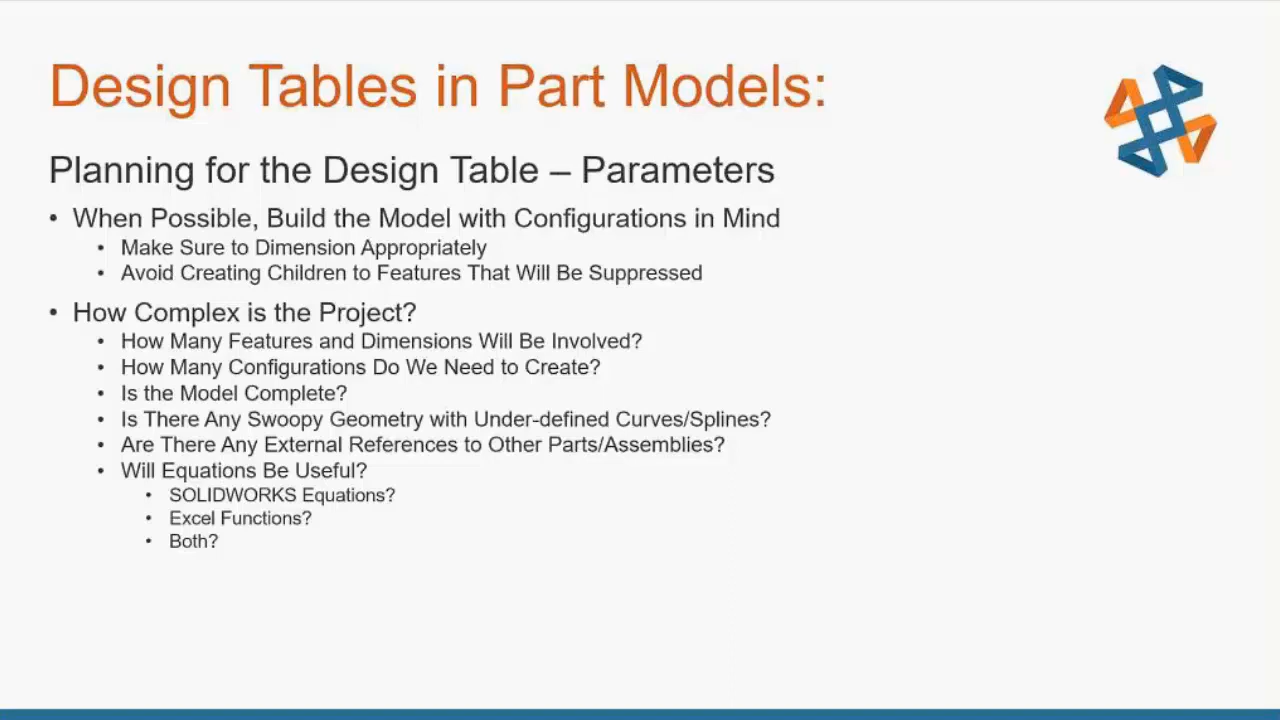 Design Tables in Part Models:
Planning for the Design Table – Parameters
• When Possible, Build the Model with Configurations in Mind
• Make Sure to Dimension Appropriately
• Avoid Creating Children to Features That Will Be Suppressed
• How Complex is the Project?
• How Many Features and Dimensions Will Be Involved?
• How Many Configurations Do We Need to Create?
• Is the Model Complete?
• Is There Any Swoopy Geometry with Under-defined Curves/Splines?
• Are There Any External References to Other Parts/Assemblies?
• Will Equations Be Useful?
• SOLIDWORKS Equations?
• Excel Functions?
• Both?